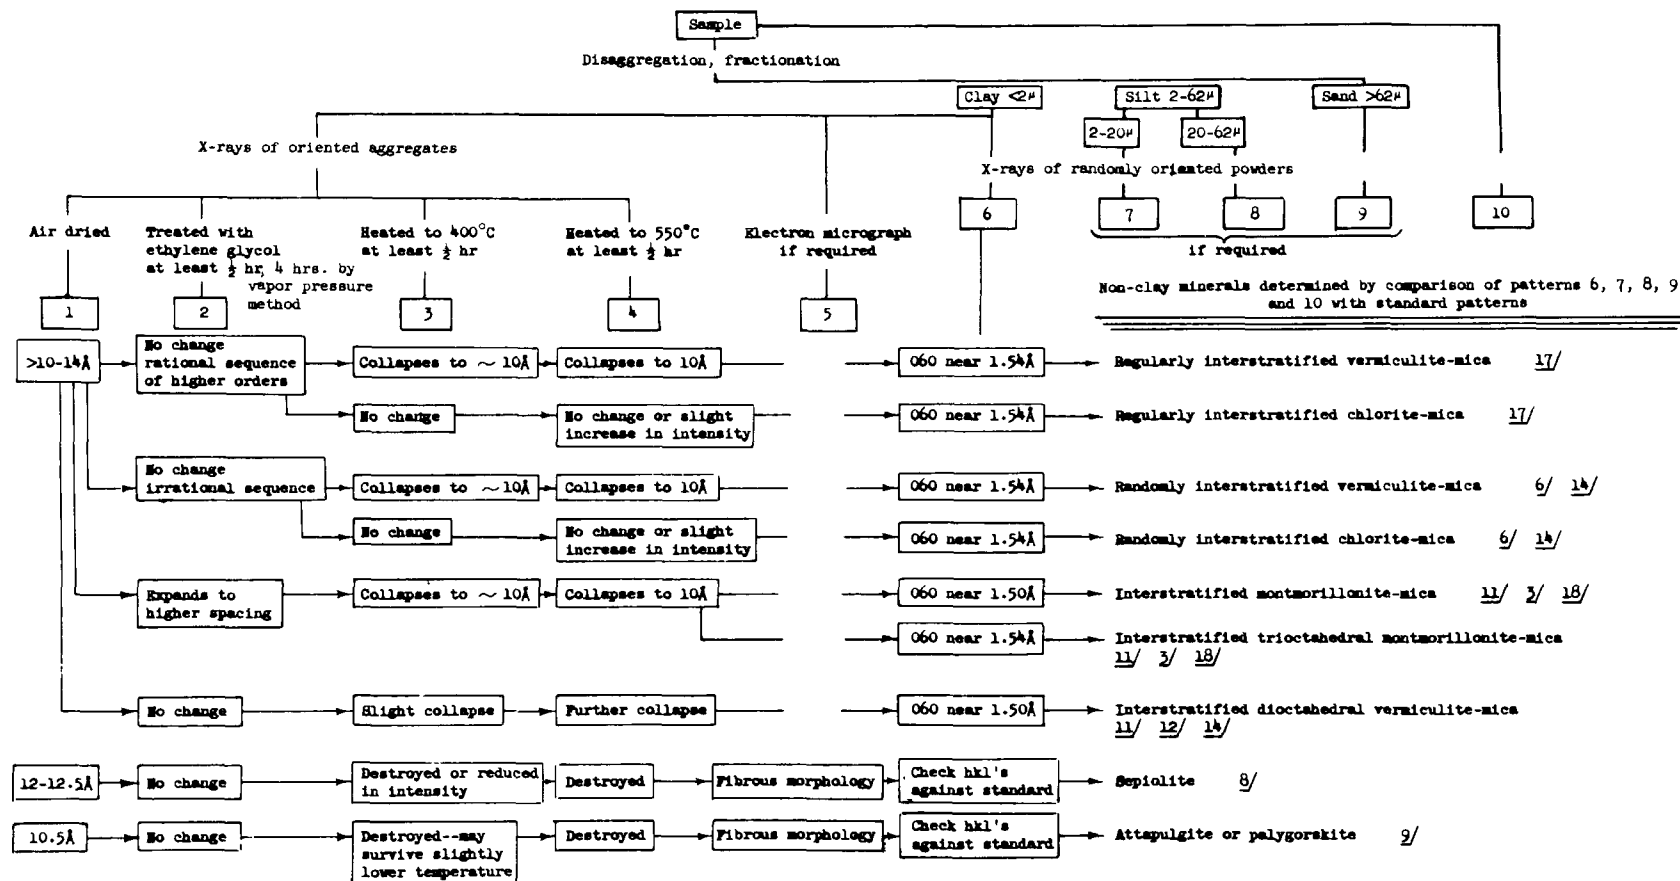 Sample
Disaggregation, fractionation
Clay <2μ
Silt 2-62μ
Sand >62μ
2-20μ
20-62μ
X-rays of oriented aggregates
X-rays of randomly oriented powders
6
7
8
9
10
if required
Air dried
Treated with
ethylene glycol
at least ½ hr, 4 hrs. by
vapor pressure
method
Heated to 400°C
at least ½ hr
Heated to 550°C
at least ½ hr
Electron micrograph
if required
Non-clay minerals determined by comparison of patterns 6, 7, 8, 9
and 10 with standard patterns
1
2
3
4
5
>10-14Å
No change
rational sequence
of higher orders
Collapses to ~ 10Å
Collapses to 10Å
060 near 1.54Å
Regularly interstratified vermiculite-mica 17/
No change
No change or slight
increase in intensity
060 near 1.54Å
Regularly interstratified chlorite-mica 17/
No change
irrational sequence
Collapses to ~ 10Å
Collapses to 10Å
060 near 1.54Å
Randomly interstratified vermiculite-mica 6/ 14/
No change
No change or slight
increase in intensity
060 near 1.54Å
Randomly interstratified chlorite-mica 6/ 14/
Expands to
higher spacing
Collapses to ~ 10Å
Collapses to 10Å
060 near 1.50Å
Interstratified montmorillonite-mica 11/ 3/ 18/
060 near 1.54Å
Interstratified trioctahedral montmorillonite-mica
11/ 3/ 18/
No change
Slight collapse
Further collapse
060 near 1.50Å
Interstratified dioctahedral vermiculite-mica
11/ 12/ 14/
12-12.5Å
No change
Destroyed or reduced
in intensity
Destroyed
Fibrous morphology
Check hkl's
against standard
Sepiolite 8/
10.5Å
No change
Destroyed--may
survive slightly
lower temperature
Destroyed
Fibrous morphology
Check hkl's
against standard
Attapulgite or palygorskite 9/